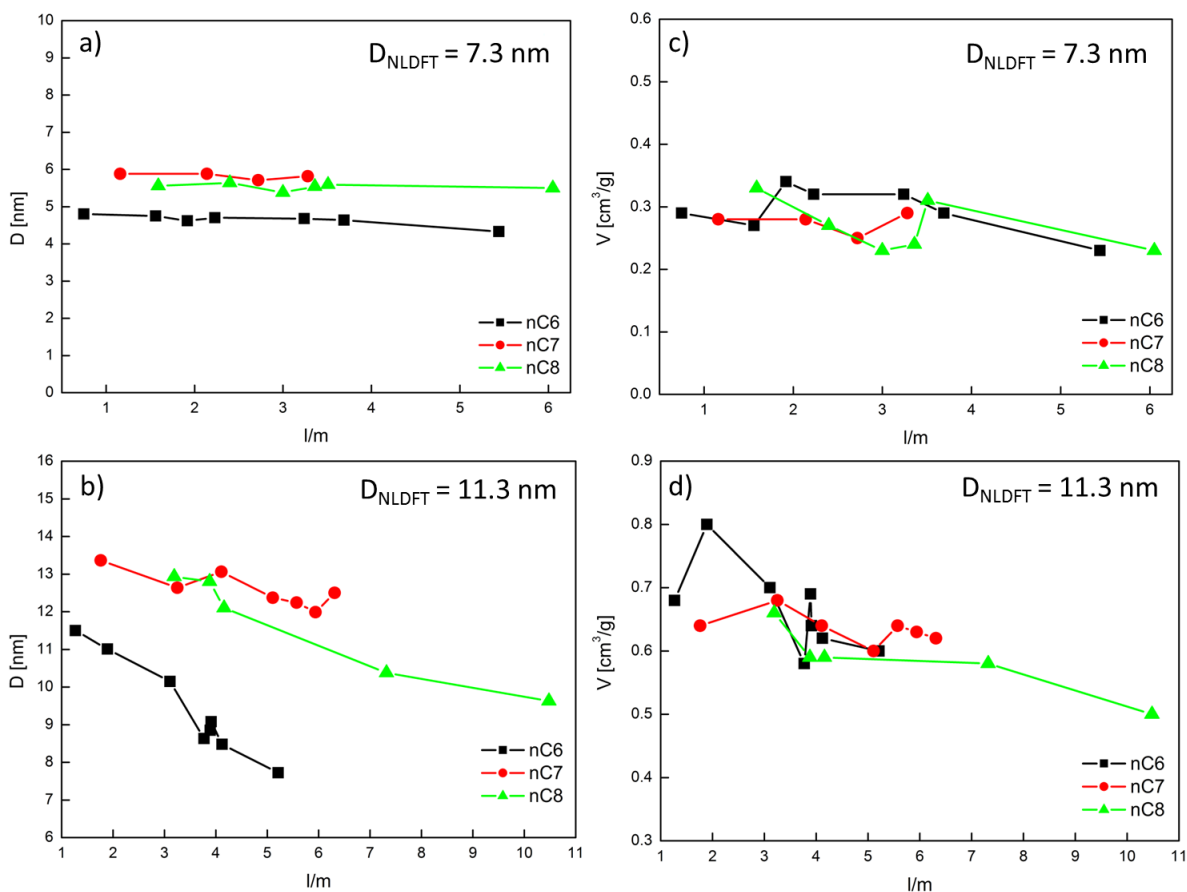 a)
D_NLDFT = 7.3 nm
10
9
8
7
6
5
4
3
2
1
0
D [nm]
1 2 3 4 5 6
l/m
nC6
nC7
nC8
c)
D_NLDFT = 7.3 nm
0.6
0.4
0.3
0.2
0.1
0.0
V [cm³/g]
1 2 3 4 5 6
l/m
nC6
nC7
nC8
b)
D_NLDFT = 11.3 nm
16
15
14
13
12
11
10
9
8
7
6
D [nm]
1 2 3 4 5 6 7 8 9 10 11
l/m
nC6
nC7
nC8
d)
D_NLDFT = 11.3 nm
0.9
0.8
0.7
0.6
0.5
0.4
0.3
V [cm³/g]
1 2 3 4 5 6 7 8 9 10 11
l/m
nC6
nC7
nC8